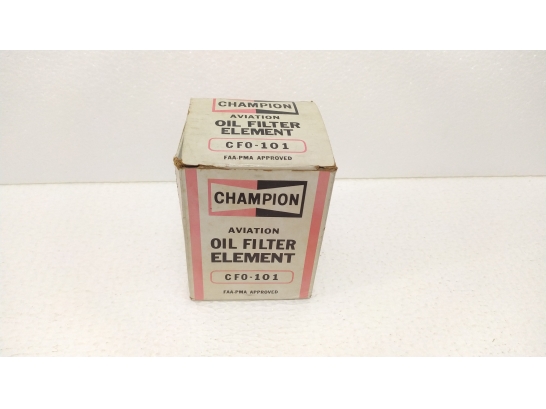 CHAMPION
AVIATION
OIL FILTER
ELEMENT
CFO-101
FAA-PMA APPROVED
CHAMPION
AVIATION
OIL FILTER
ELEMENT
CFO-101
FAA-PMA APPROVED